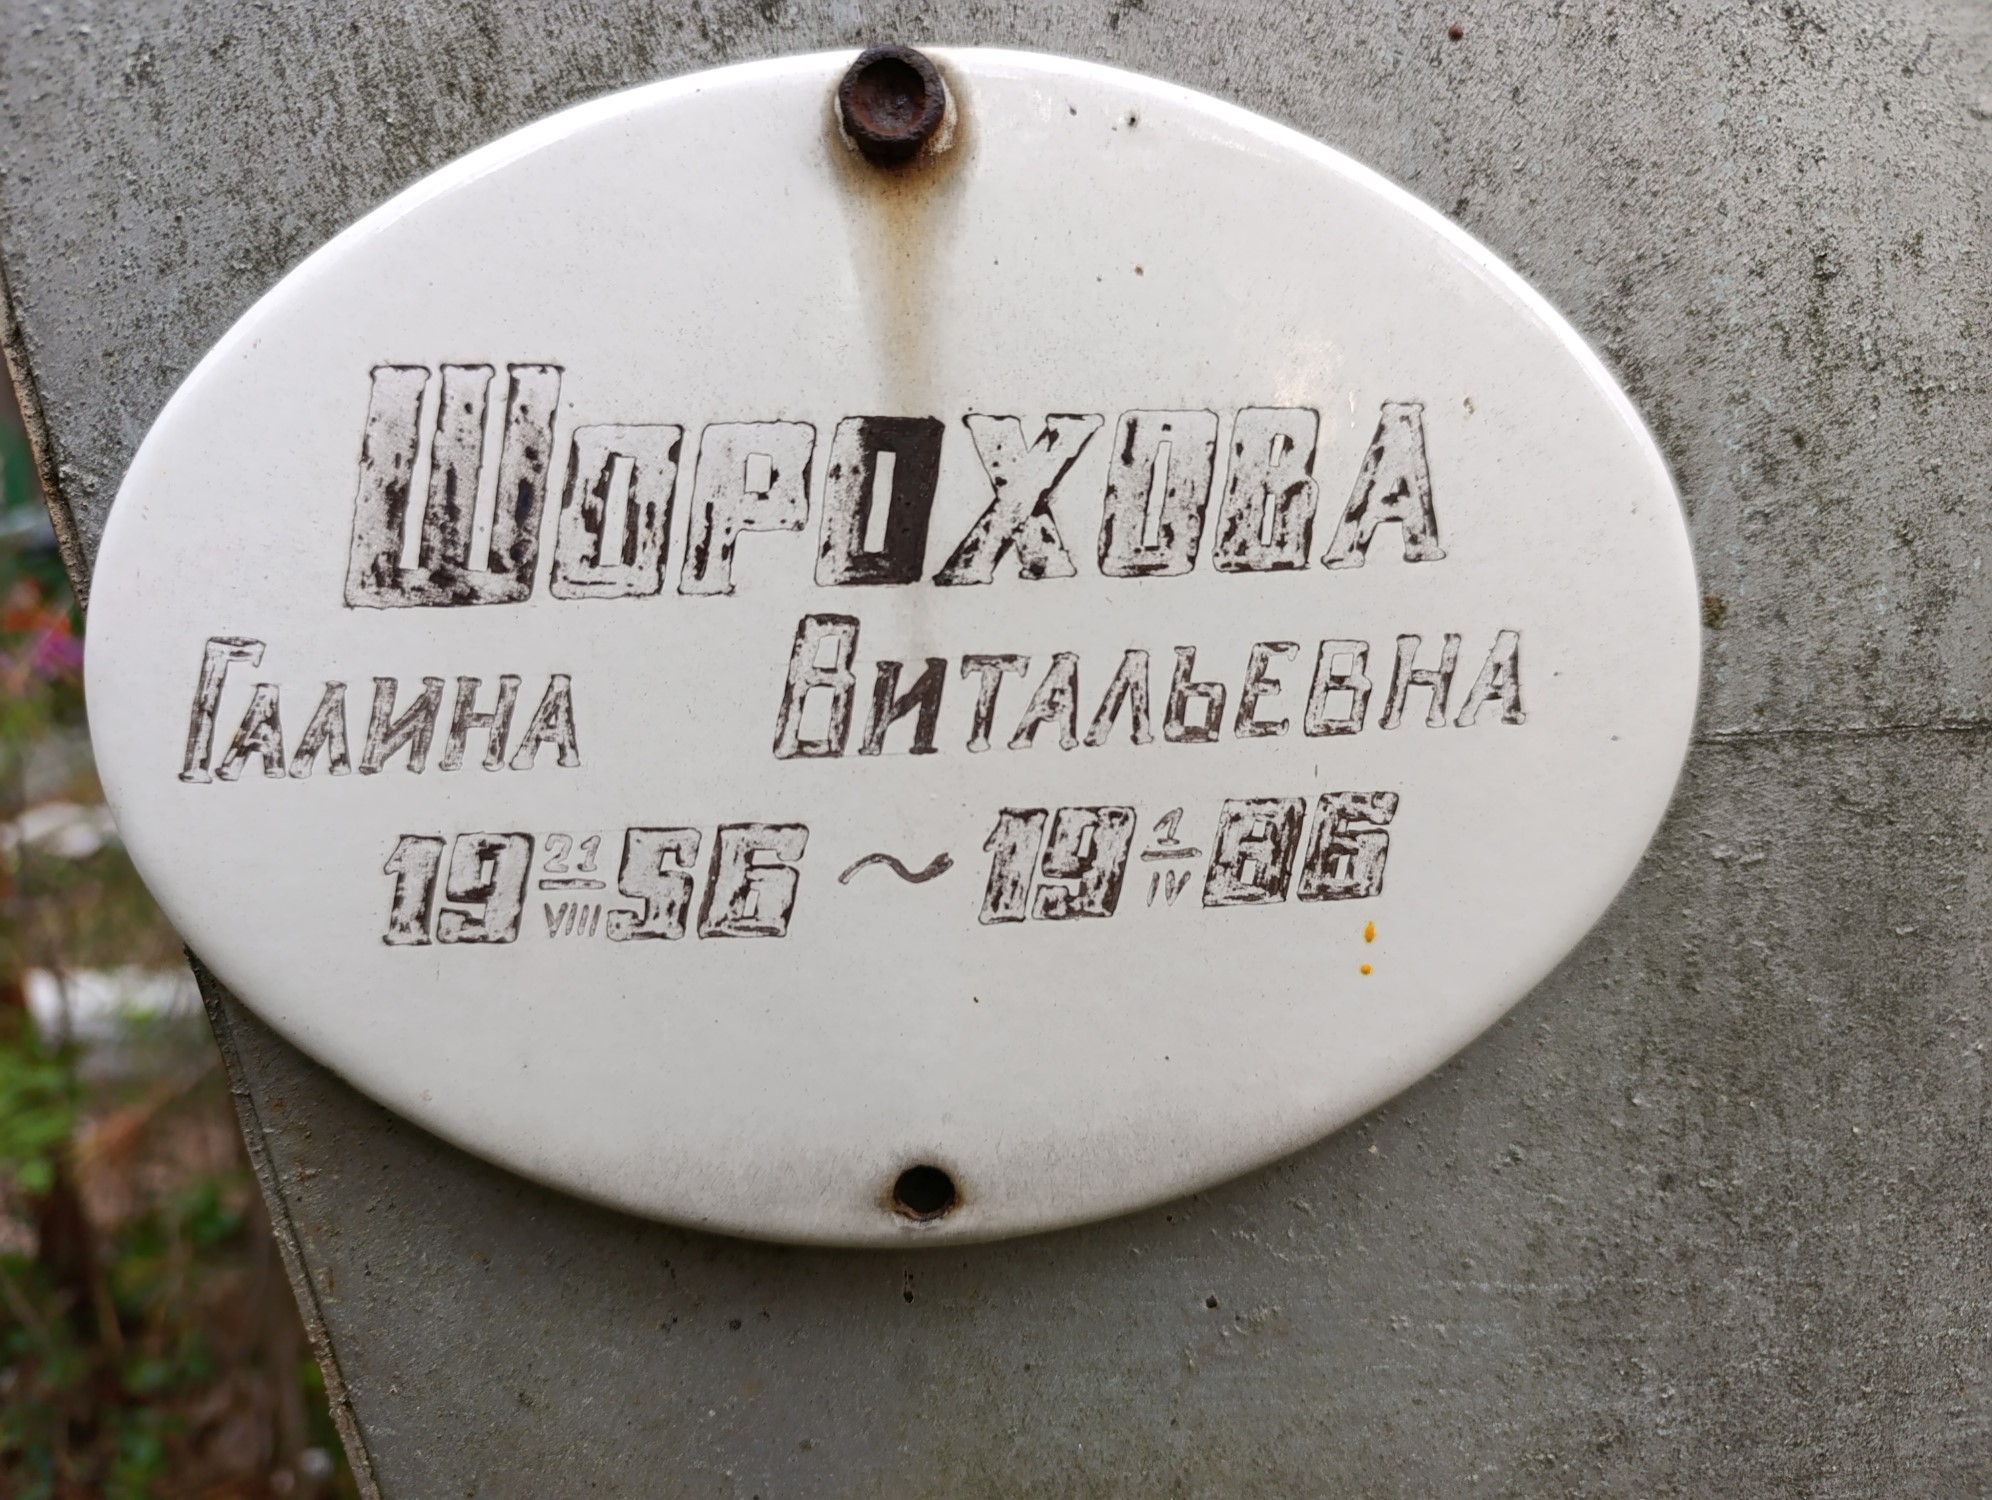 Шорохова
Галина Витальевна
19 21/VIII 56 ~ 19 1/IV 86